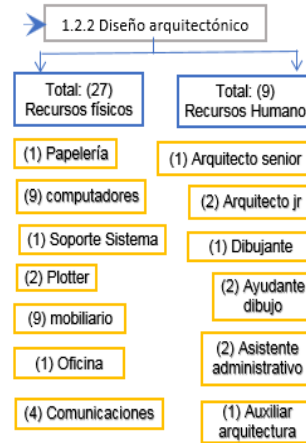 1.2.2 Diseño arquitectónico
Total: (27)
Recursos físicos
(1) Papelería
(9) computadores
(1) Soporte Sistema
(2) Plotter
(9) mobiliario
(1) Oficina
(4) Comunicaciones
Total: (9)
Recursos Humano
(1) Arquitecto senior
(2) Arquitecto jr
(1) Dibujante
(2) Ayudante
dibujo
(2) Asistente
administrativo
(1) Auxiliar
arquitectura